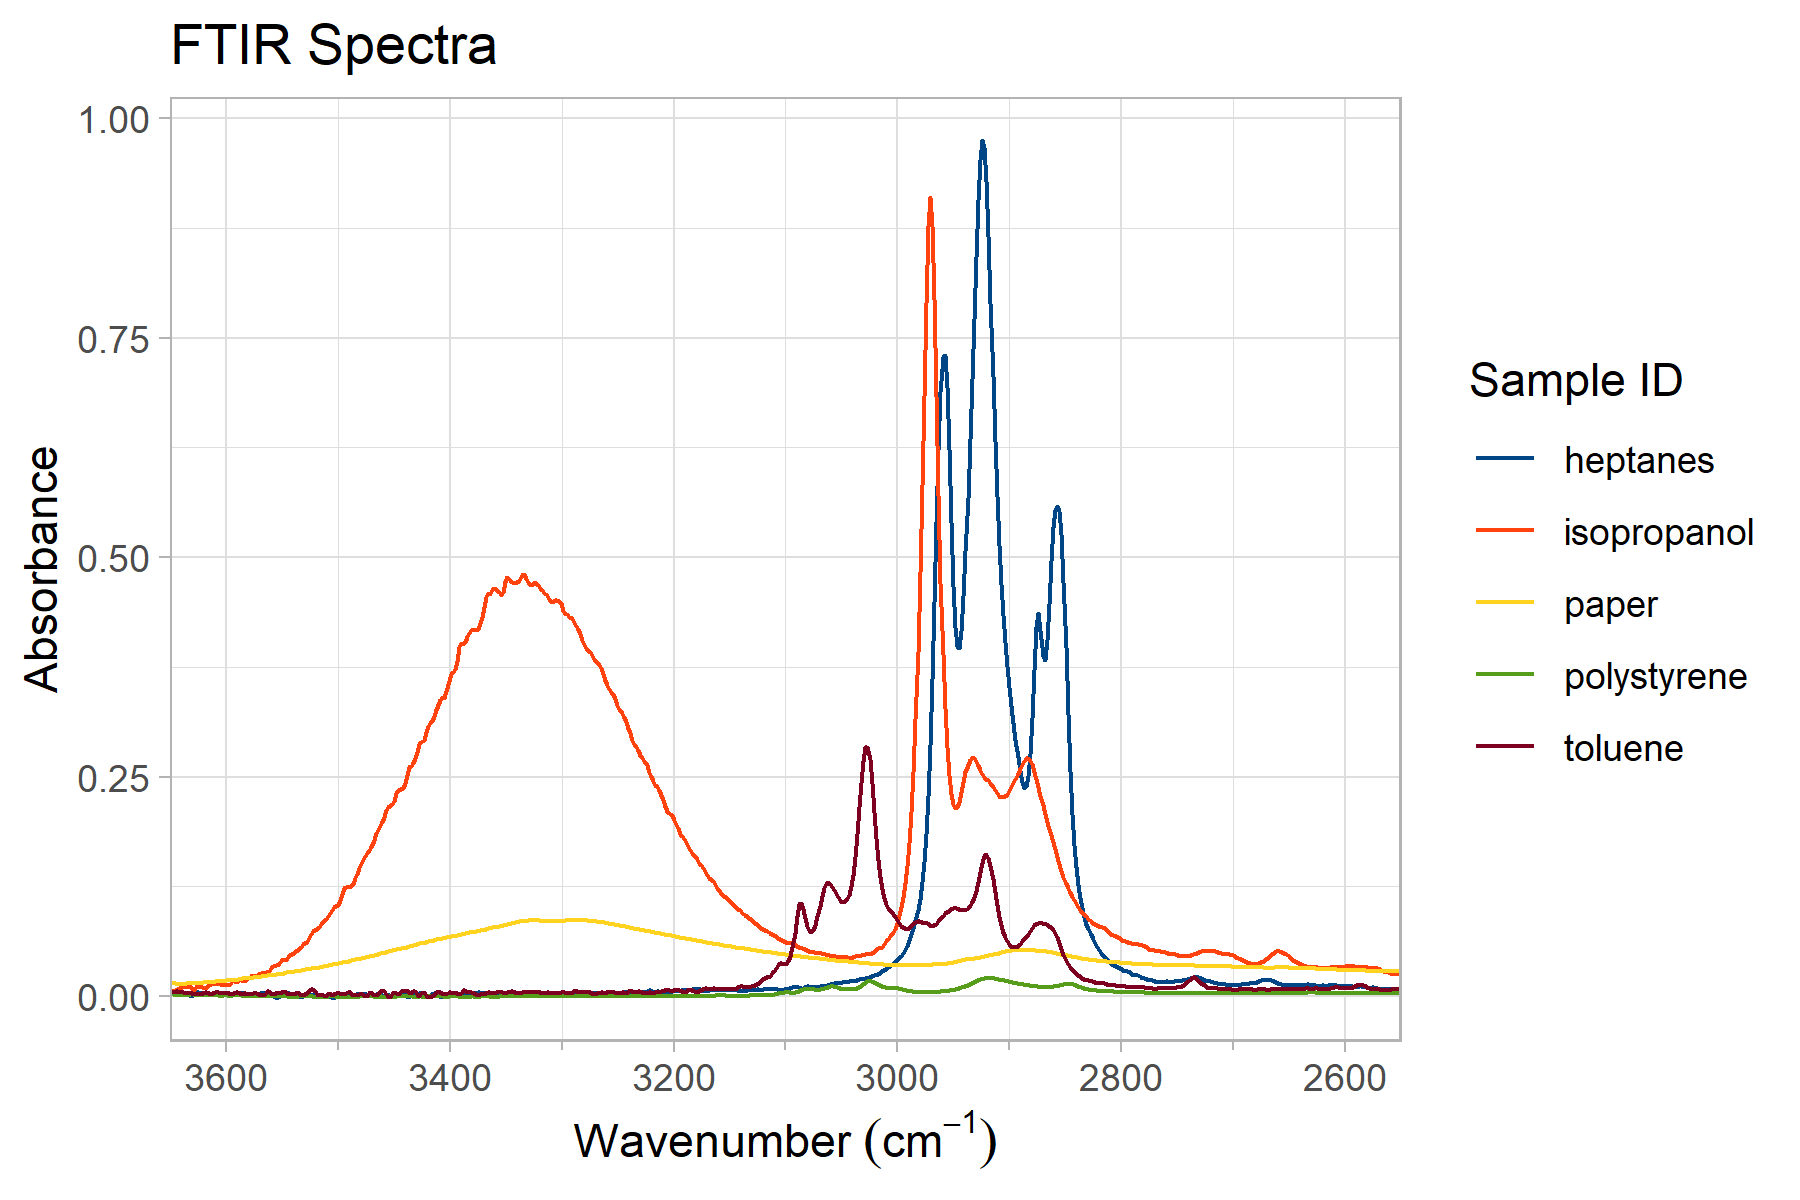 FTIR Spectra
1.00
0.75
0.50
0.25
0.00
Absorbance
3600 3400 3200 3000 2800 2600
Wavenumber (cm⁻¹)
Sample ID
heptanes
isopropanol
paper
polystyrene
toluene